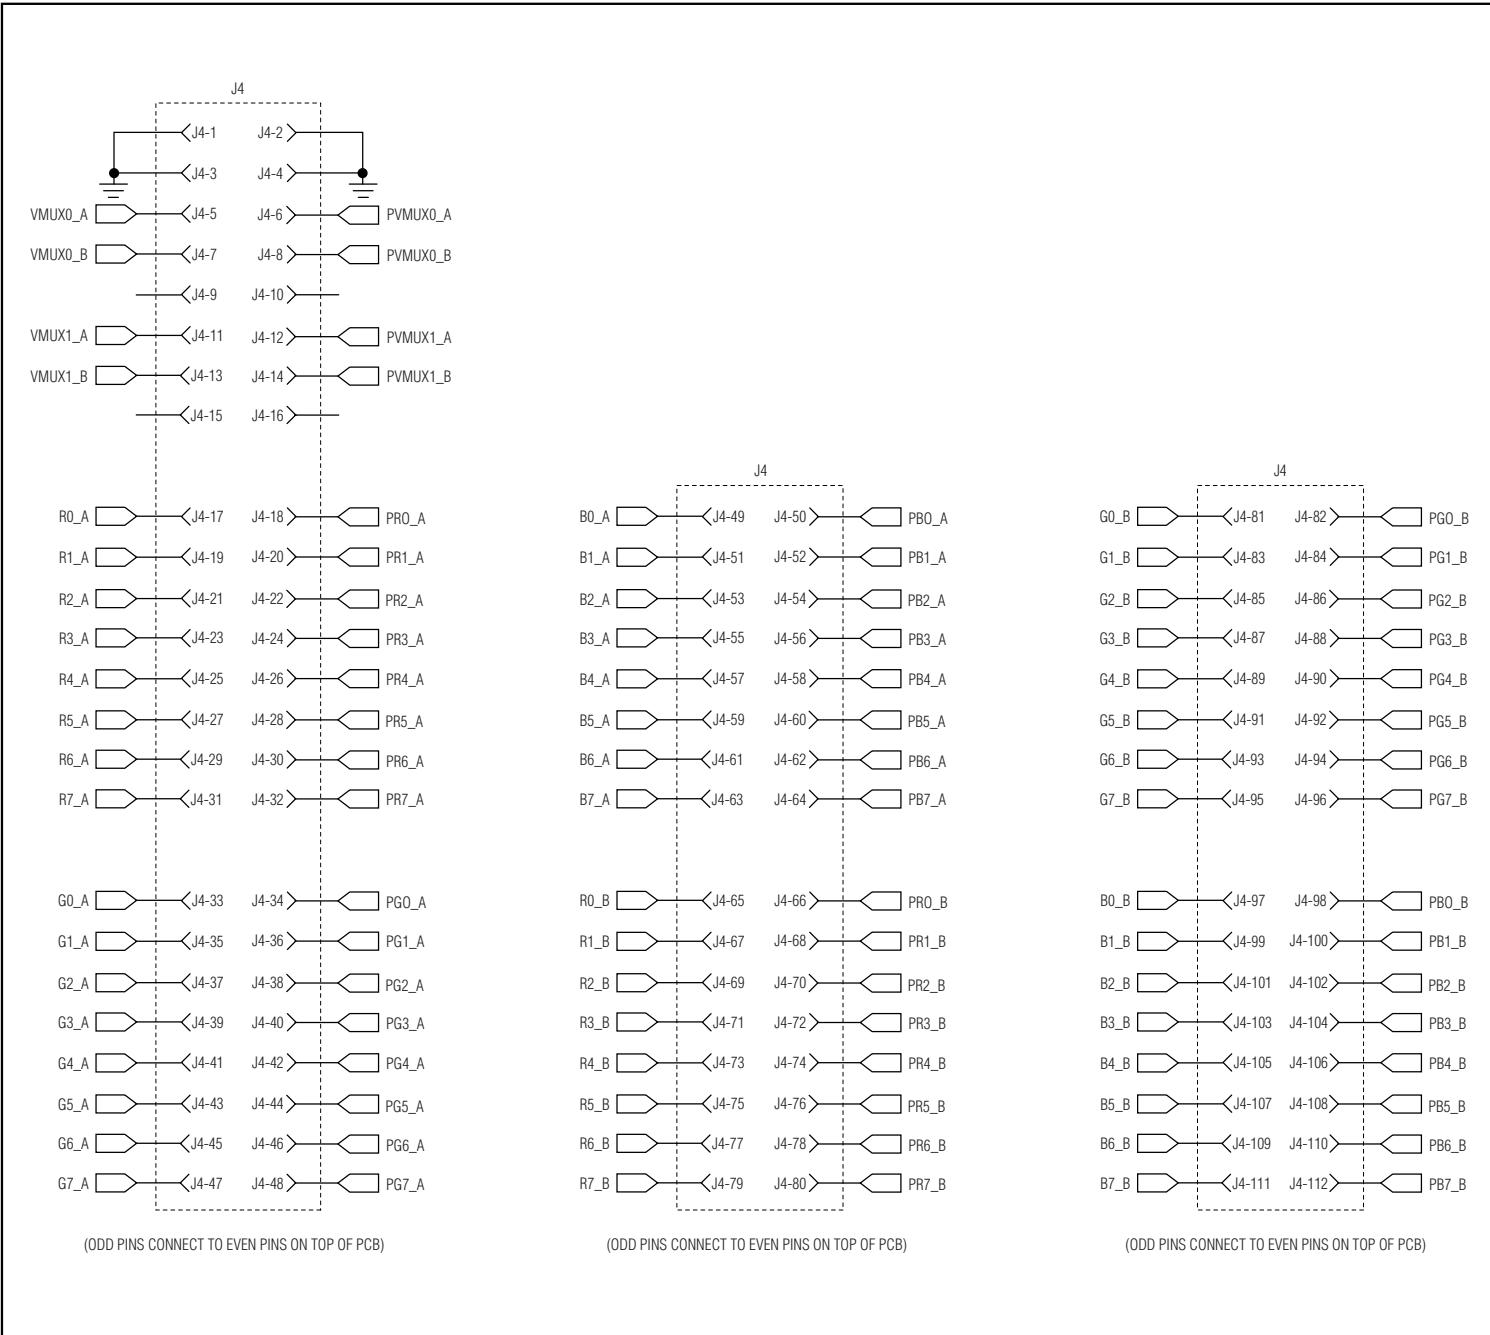 J4
J4-1 J4-2
J4-3 J4-4
VMUX0_A J4-5 J4-6 PVMUX0_A
VMUX0_B J4-7 J4-8 PVMUX0_B
J4-9 J4-10
VMUX1_A J4-11 J4-12 PVMUX1_A
VMUX1_B J4-13 J4-14 PVMUX1_B
J4-15 J4-16
R0_A J4-17 J4-18 PR0_A
R1_A J4-19 J4-20 PR1_A
R2_A J4-21 J4-22 PR2_A
R3_A J4-23 J4-24 PR3_A
R4_A J4-25 J4-26 PR4_A
R5_A J4-27 J4-28 PR5_A
R6_A J4-29 J4-30 PR6_A
R7_A J4-31 J4-32 PR7_A
G0_A J4-33 J4-34 PG0_A
G1_A J4-35 J4-36 PG1_A
G2_A J4-37 J4-38 PG2_A
G3_A J4-39 J4-40 PG3_A
G4_A J4-41 J4-42 PG4_A
G5_A J4-43 J4-44 PG5_A
G6_A J4-45 J4-46 PG6_A
G7_A J4-47 J4-48 PG7_A
(ODD PINS CONNECT TO EVEN PINS ON TOP OF PCB)
J4
B0_A J4-49 J4-50 PB0_A
B1_A J4-51 J4-52 PB1_A
B2_A J4-53 J4-54 PB2_A
B3_A J4-55 J4-56 PB3_A
B4_A J4-57 J4-58 PB4_A
B5_A J4-59 J4-60 PB5_A
B6_A J4-61 J4-62 PB6_A
B7_A J4-63 J4-64 PB7_A
R0_B J4-65 J4-66 PR0_B
R1_B J4-67 J4-68 PR1_B
R2_B J4-69 J4-70 PR2_B
R3_B J4-71 J4-72 PR3_B
R4_B J4-73 J4-74 PR4_B
R5_B J4-75 J4-76 PR5_B
R6_B J4-77 J4-78 PR6_B
R7_B J4-79 J4-80 PR7_B
(ODD PINS CONNECT TO EVEN PINS ON TOP OF PCB)
J4
G0_B J4-81 J4-82 PG0_B
G1_B J4-83 J4-84 PG1_B
G2_B J4-85 J4-86 PG2_B
G3_B J4-87 J4-88 PG3_B
G4_B J4-89 J4-90 PG4_B
G5_B J4-91 J4-92 PG5_B
G6_B J4-93 J4-94 PG6_B
G7_B J4-95 J4-96 PG7_B
B0_B J4-97 J4-98 PB0_B
B1_B J4-99 J4-100 PB1_B
B2_B J4-101 J4-102 PB2_B
B3_B J4-103 J4-104 PB3_B
B4_B J4-105 J4-106 PB4_B
B5_B J4-107 J4-108 PB5_B
B6_B J4-109 J4-110 PB6_B
B7_B J4-111 J4-112 PB7_B
(ODD PINS CONNECT TO EVEN PINS ON TOP OF PCB)